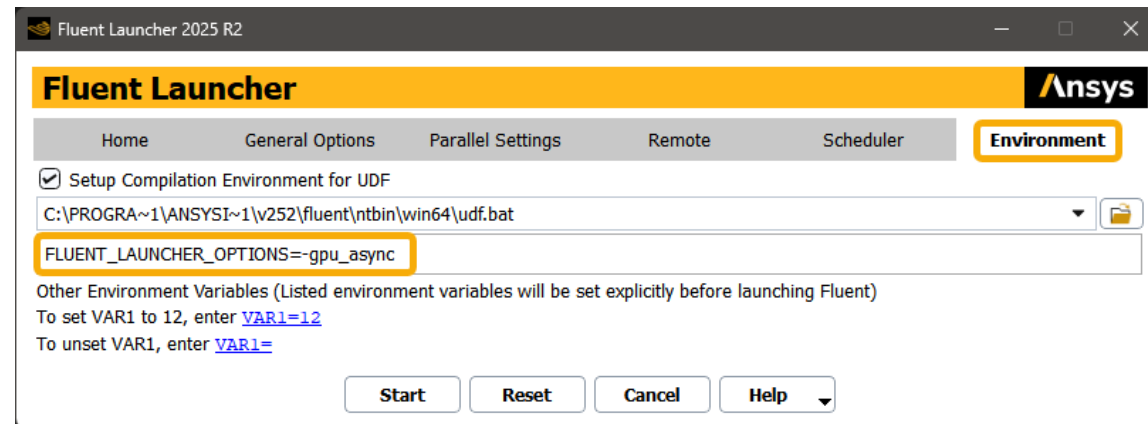 Fluent Launcher 2025 R2
Fluent Launcher
Ansys
Home General Options Parallel Settings Remote Scheduler Environment
Setup Compilation Environment for UDF
C:\PROGRA~1\ANSYSI~1\v252\fluent\ntbin\win64\udf.bat
FLUENT_LAUNCHER_OPTIONS=-gpu_async
Other Environment Variables (Listed environment variables will be set explicitly before launching Fluent)
To set VAR1 to 12, enter VAR1=12
To unset VAR1, enter VAR1=
Start Reset Cancel Help